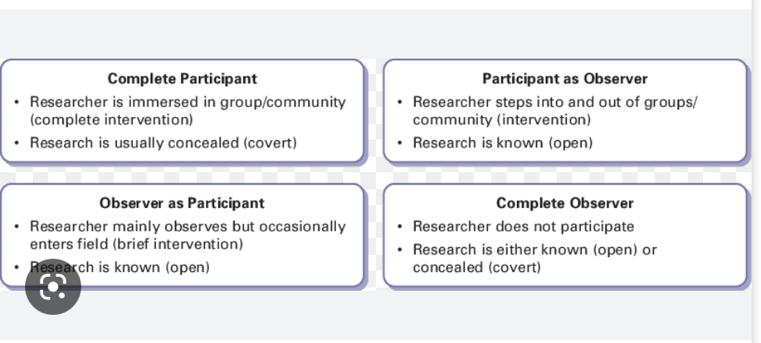 Complete Participant
• Researcher is immersed in group/community
(complete intervention)
• Research is usually concealed (covert)
Participant as Observer
• Researcher steps into and out of groups/
community (intervention)
• Research is known (open)
Observer as Participant
• Researcher mainly observes but occasionally
enters field (brief intervention)
• Research is known (open)
Complete Observer
• Researcher does not participate
• Research is either known (open) or
concealed (covert)